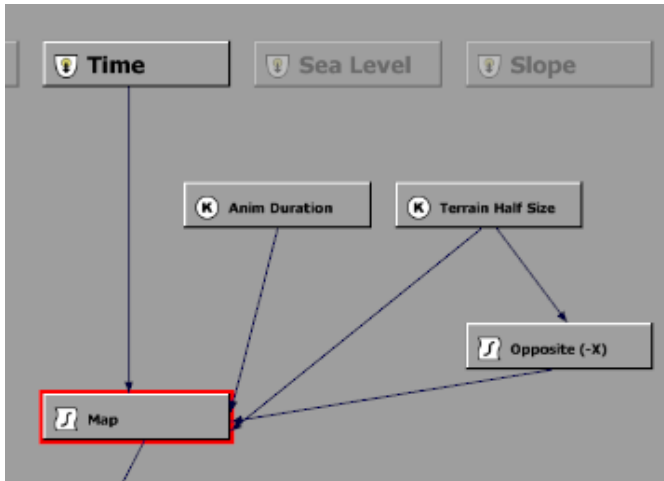 Time
Sea Level
Slope
K Anim Duration
K Terrain Half Size
Opposite (-X)
Map